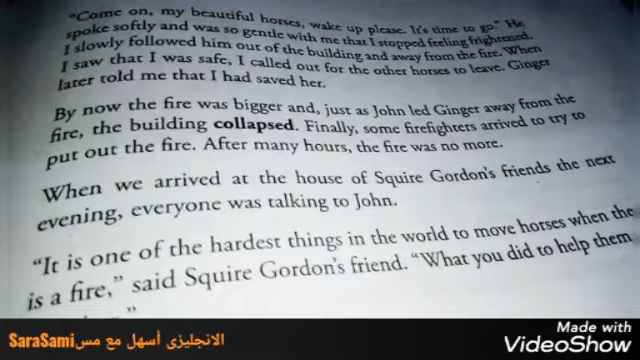 "Come on, my beautiful horses, wake up please. It's time to go." He
spoke softly and was so gentle with me that I stopped feeling frightened.
I slowly followed him out of the building and away from the fire. When
I saw that I was safe, I called out for the other horses to leave. Ginger
later told me that I had saved her.
By now the fire was bigger and, just as John led Ginger away from the
fire, the building collapsed. Finally, some firefighters arrived to try to
put out the fire. After many hours, the fire was no more.
When we arrived at the house of Squire Gordon's friends the next
evening, everyone was talking to John.
"It is one of the hardest things in the world to move horses when the
is a fire," said Squire Gordon's friend. "What you did to help them
الانجليزى أسهل مع مس SaraSami
Made with
VideoShow